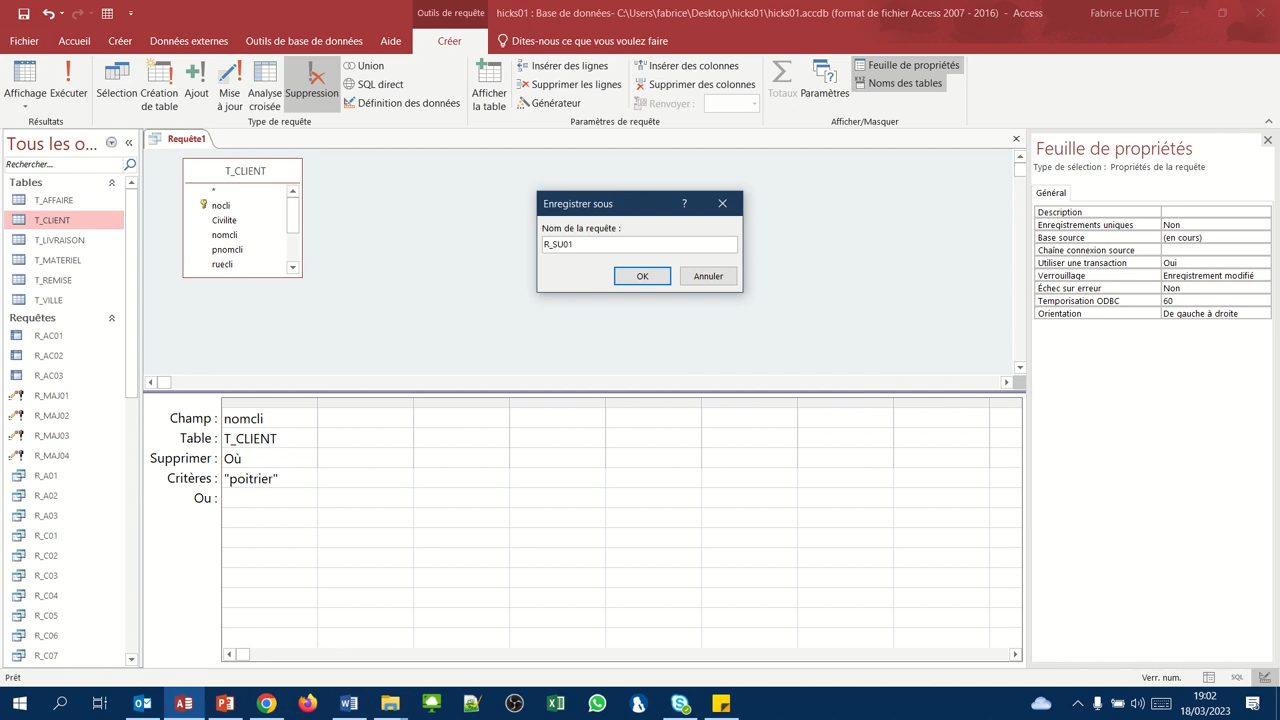 Outils de requête
hicks01 : Base de données- C:\Users\fabrice\Desktop\hicks01\hicks01.accdb (format de fichier Access 2007 - 2016) - Access
Fabrice LHOTTE
Fichier
Accueil
Créer
Données externes
Outils de base de données
Aide
Créer
Dites-nous ce que vous voulez faire
Affichage
Exécuter
Résultats
Sélection
Création de table
Ajout
Mise à jour
Analyse croisée
Suppression
Union
SQL direct
Définition des données
Type de requête
Afficher la table
Insérer des lignes
Supprimer les lignes
Générateur
Insérer des colonnes
Supprimer des colonnes
Renvoyer :
Paramètres de requête
Totaux
Paramètres
Feuille de propriétés
Noms des tables
Afficher/Masquer
Tous les o...
Rechercher...
Tables
T_AFFAIRE
T_CLIENT
T_LIVRAISON
T_MATERIEL
T_REMISE
T_VILLE
Requêtes
R_AC01
R_AC02
R_AC03
R_MAJ01
R_MAJ02
R_MAJ03
R_MAJ04
R_A01
R_A02
R_A03
R_C01
R_C02
R_C03
R_C04
R_C05
R_C06
R_C07
Requête1
T_CLIENT
*
nocli
Civilite
nomcli
pnomcli
ruecli
Enregistrer sous
?
Nom de la requête :
R_SU01
OK
Annuler
Champ : nomcli
Table : T_CLIENT
Supprimer : Où
Critères : "poitrier"
Ou :
Feuille de propriétés
Type de sélection : Propriétés de la requête
Général
Description
Enregistrements uniques Non
Base source (en cours)
Chaîne connexion source
Utiliser une transaction Oui
Verrouillage Enregistrement modifié
Échec sur erreur Non
Temporisation ODBC 60
Orientation De gauche à droite
Prêt
Verr. num.
SQL
19:02
18/03/2023